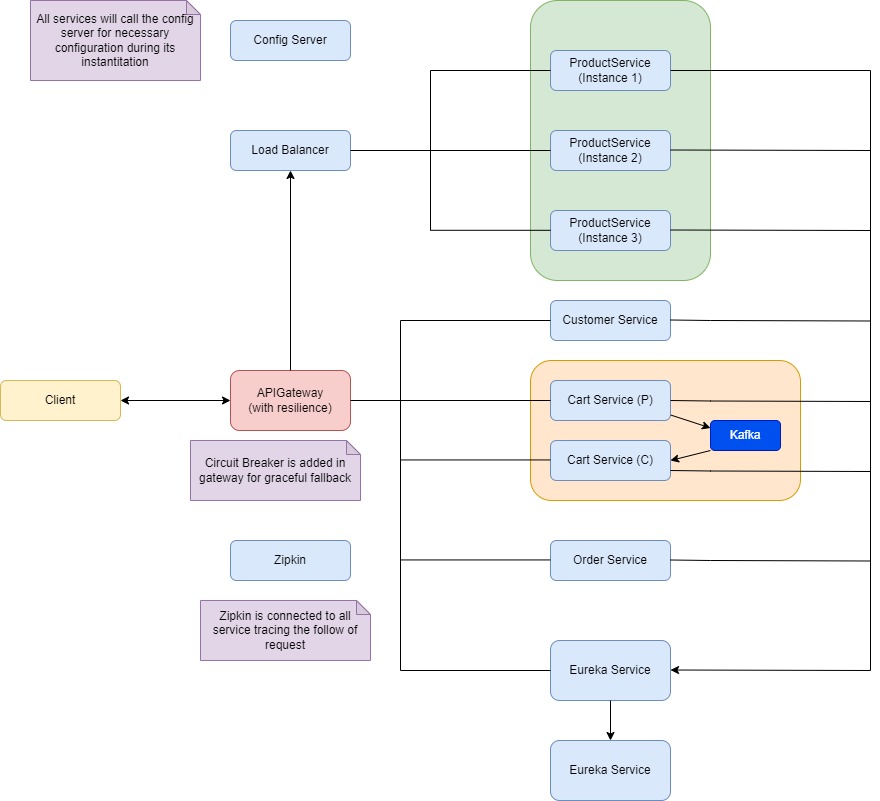 All services will call the config
server for necessary
configuration during its
instantitation
Config Server
ProductService
(Instance 1)
Load Balancer
ProductService
(Instance 2)
ProductService
(Instance 3)
Customer Service
Client
APIGateway
(with resilience)
Cart Service (P)
Kafka
Cart Service (C)
Circuit Breaker is added in
gateway for graceful fallback
Zipkin
Order Service
Zipkin is connected to all
service tracing the follow of
request
Eureka Service
Eureka Service